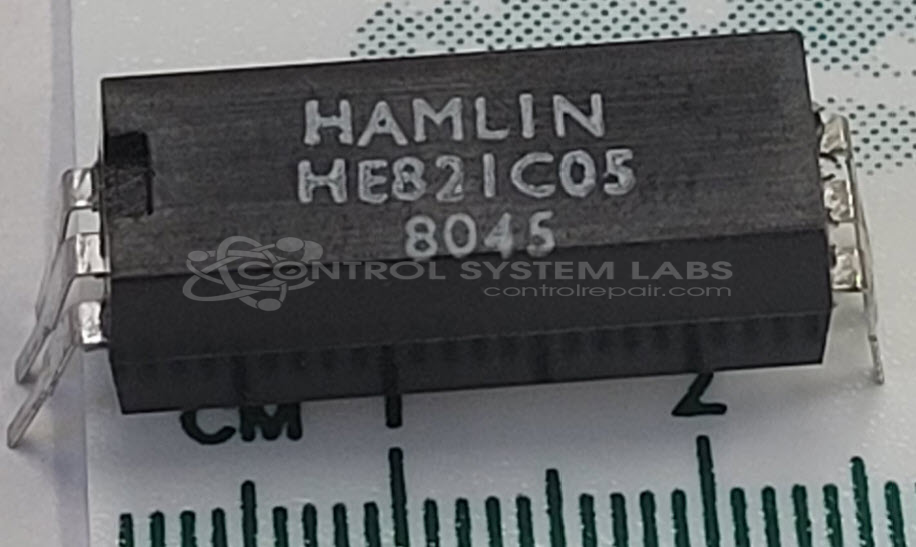 HAMLIN
HE821C05
8045
CONTROL SYSTEM LABS
controlrepair.com
CM 1 2